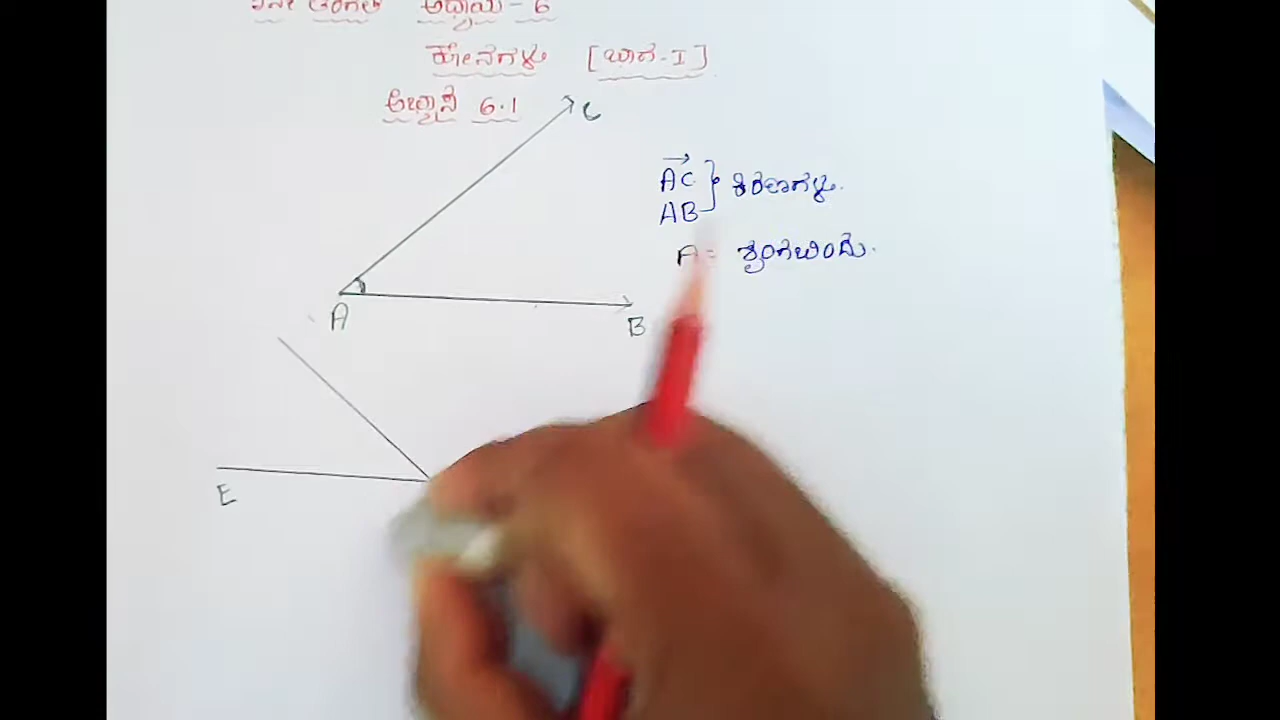 ಅಧ್ಯಾಯ - 6
ಕೋನಗಳು [ಭಾಗ-I]
ಅಭ್ಯಾಸ 6.1
C
AC } ಕಿರಣಗಳು.
AB
A = ಶೃಂಗಬಿಂದು.
A
B
E